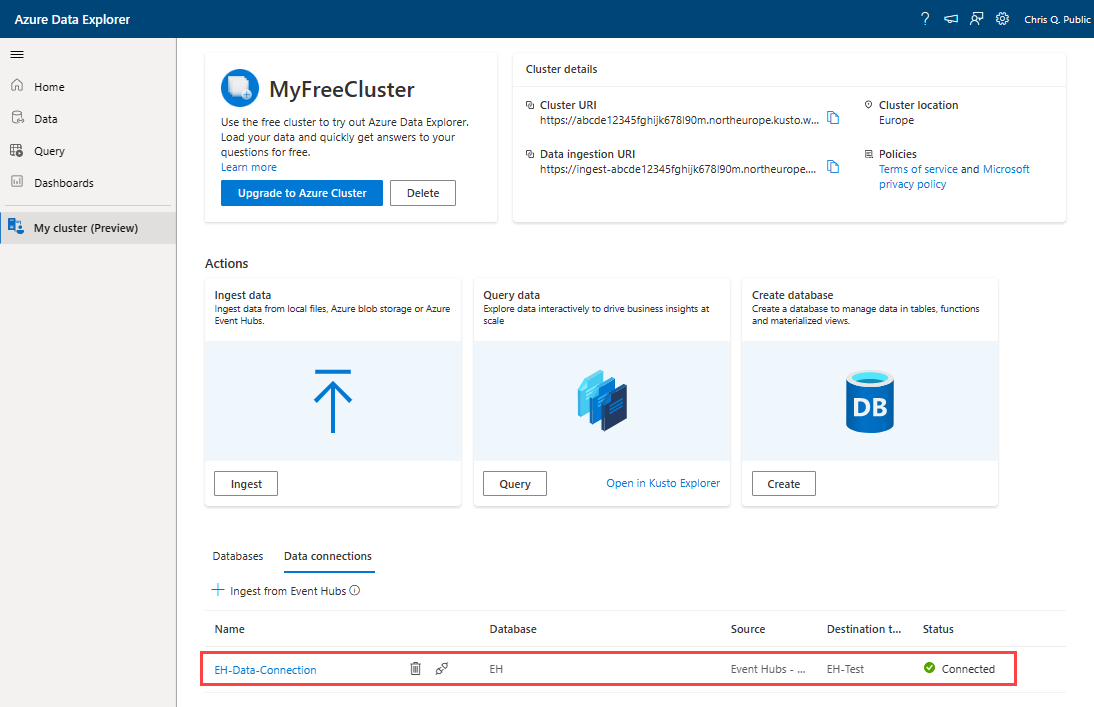 Azure Data Explorer
? Chris Q. Public
Home
Data
Query
Dashboards
My cluster (Preview)
MyFreeCluster
Use the free cluster to try out Azure Data Explorer.
Load your data and quickly get answers to your
questions for free.
Learn more
Upgrade to Azure Cluster Delete
Cluster details
Cluster URI
https://abcde12345fghijk678l90m.northeurope.kusto.w...
Cluster location
Europe
Data ingestion URI
https://ingest-abcde12345fghijk678l90m.northeurope....
Policies
Terms of service and Microsoft
privacy policy
Actions
Ingest data
Ingest data from local files, Azure blob storage or Azure
Event Hubs.
Ingest
Query data
Explore data interactively to drive business insights at
scale
Query Open in Kusto Explorer
Create database
Create a database to manage data in tables, functions
and materialized views.
DB
Create
Databases Data connections
+ Ingest from Event Hubs
Name Database Source Destination t... Status
EH-Data-Connection EH Event Hubs - ... EH-Test Connected